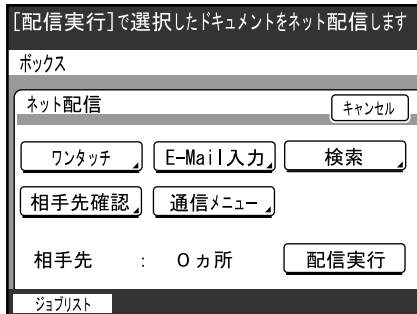 [配信実行]で選択したドキュメントをネット配信します
ボックス
ネット配信 キャンセル
ワンタッチ E-Mail入力 検索
相手先確認 通信メニュー
相手先 : 0ヵ所 配信実行
ジョブリスト